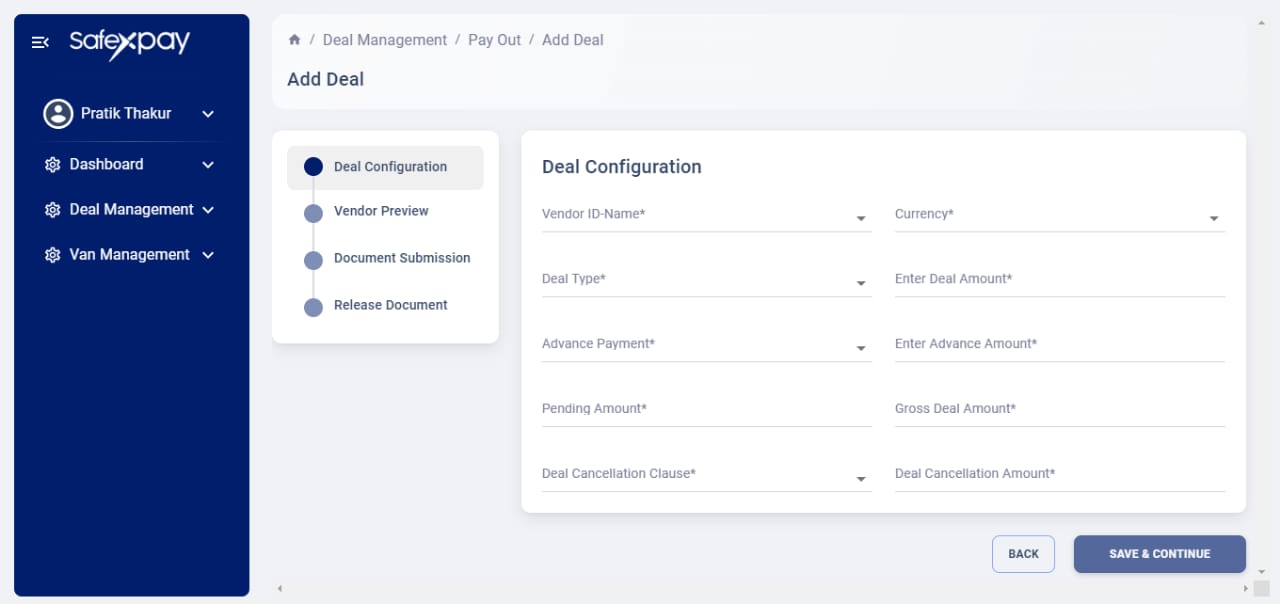 Safexpay
Pratik Thakur
Dashboard
Deal Management
Van Management
/ Deal Management / Pay Out / Add Deal
Add Deal
Deal Configuration
Vendor Preview
Document Submission
Release Document
Deal Configuration
Vendor ID-Name*
Currency*
Deal Type*
Enter Deal Amount*
Advance Payment*
Enter Advance Amount*
Pending Amount*
Gross Deal Amount*
Deal Cancellation Clause*
Deal Cancellation Amount*
BACK
SAVE & CONTINUE